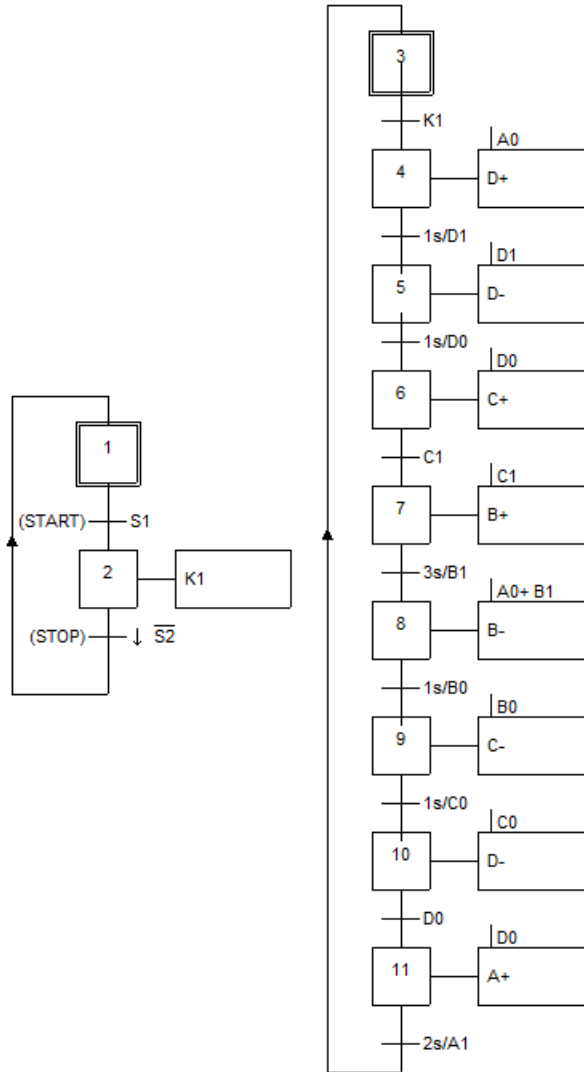 1
(START) S1
2 K1
(STOP) ↓ S̅2̅
3
K1
A0
4 D+
1s/D1
D1
5 D-
1s/D0
D0
6 C+
C1
C1
7 B+
3s/B1
A0+ B1
8 B-
1s/B0
B0
9 C-
1s/C0
C0
10 D-
D0
D0
11 A+
2s/A1